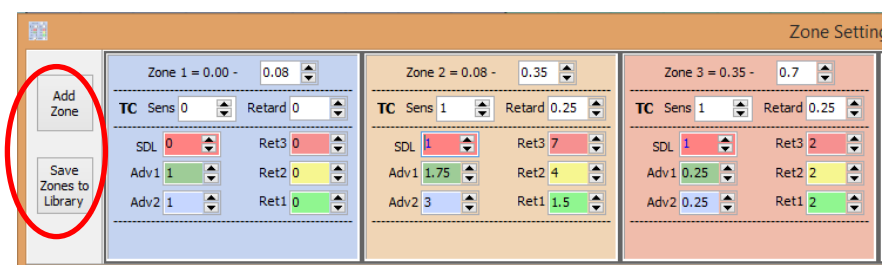 Zone Setting
Add
Zone
Save
Zones to
Library
Zone 1 = 0.00 - 0.08
TC Sens 0 Retard 0
SDL 0 Ret3 0
Adv1 1 Ret2 0
Adv2 1 Ret1 0
Zone 2 = 0.08 - 0.35
TC Sens 1 Retard 0.25
SDL 1 Ret3 7
Adv1 1.75 Ret2 4
Adv2 3 Ret1 1.5
Zone 3 = 0.35 - 0.7
TC Sens 1 Retard 0.25
SDL 1 Ret3 2
Adv1 0.25 Ret2 2
Adv2 0.25 Ret1 2